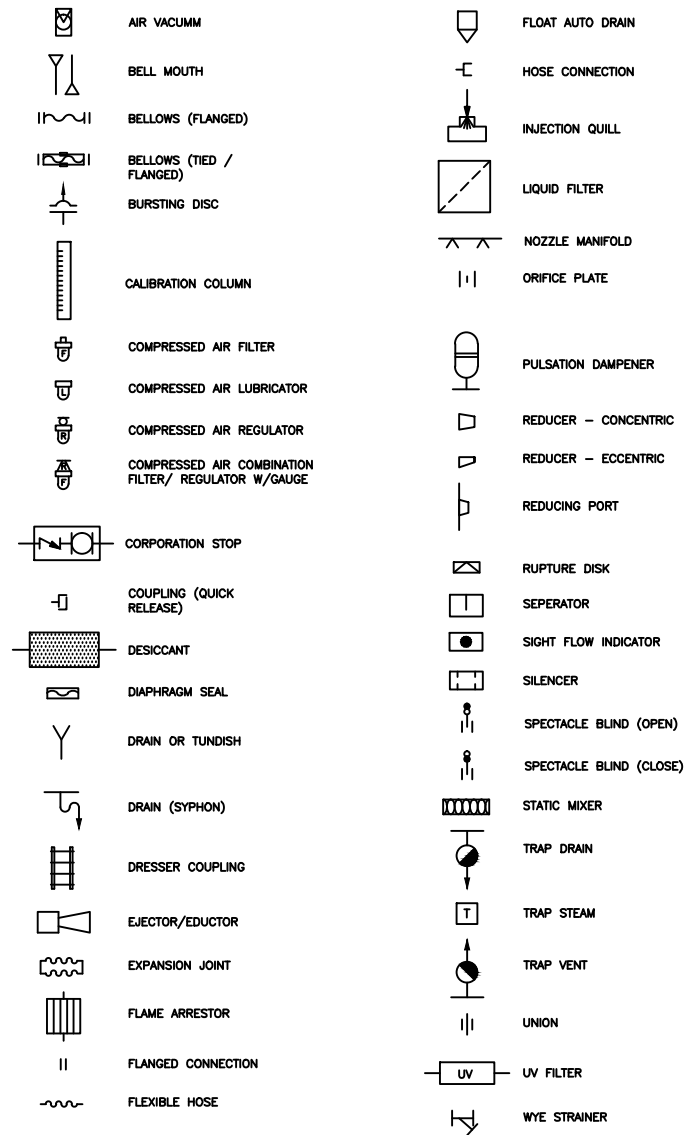 AIR VACUMM
BELL MOUTH
BELLOWS (FLANGED)
BELLOWS (TIED /
FLANGED)
BURSTING DISC
CALIBRATION COLUMN
F
COMPRESSED AIR FILTER
L
COMPRESSED AIR LUBRICATOR
R
COMPRESSED AIR REGULATOR
F
COMPRESSED AIR COMBINATION
FILTER/ REGULATOR W/GAUGE
CORPORATION STOP
COUPLING (QUICK
RELEASE)
DESICCANT
DIAPHRAGM SEAL
DRAIN OR TUNDISH
DRAIN (SYPHON)
DRESSER COUPLING
EJECTOR/EDUCTOR
EXPANSION JOINT
FLAME ARRESTOR
FLANGED CONNECTION
FLEXIBLE HOSE
FLOAT AUTO DRAIN
HOSE CONNECTION
INJECTION QUILL
LIQUID FILTER
NOZZLE MANIFOLD
ORIFICE PLATE
PULSATION DAMPENER
REDUCER – CONCENTRIC
REDUCER – ECCENTRIC
REDUCING PORT
RUPTURE DISK
SEPERATOR
SIGHT FLOW INDICATOR
SILENCER
SPECTACLE BLIND (OPEN)
SPECTACLE BLIND (CLOSE)
STATIC MIXER
TRAP DRAIN
T
TRAP STEAM
TRAP VENT
UNION
UV
UV FILTER
WYE STRAINER